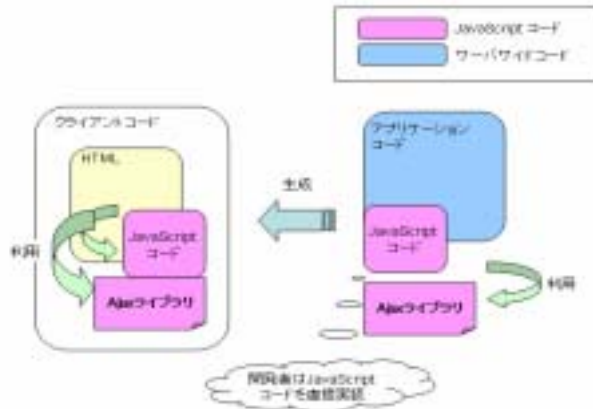 JavaScript コード
サーバサイドコード
クライアントコード
HTML
JavaScript
コード
Ajaxライブラリ
利用
生成
アプリケーション
コード
JavaScript
コード
Ajaxライブラリ
利用
開発者はJavaScript
コードを直接実装